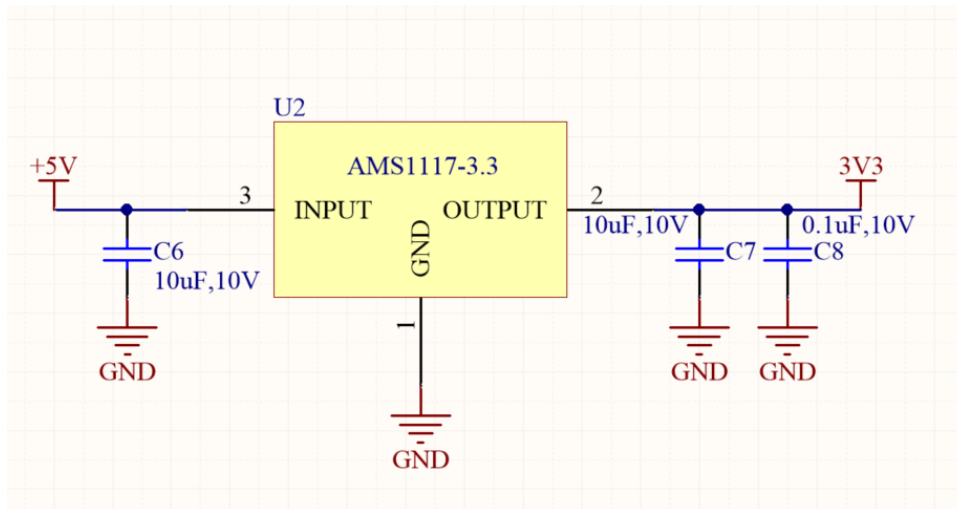 U2
+5V
AMS1117-3.3
3V3
3
INPUT
OUTPUT
2
GND
10uF,10V
0.1uF,10V
C6
10uF,10V
C7
C8
1
GND
GND
GND
GND